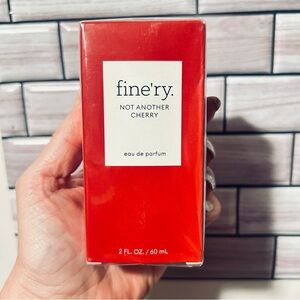 fine'ry.
NOT ANOTHER
CHERRY
eau de parfum
2 FL. OZ. / 60 mL